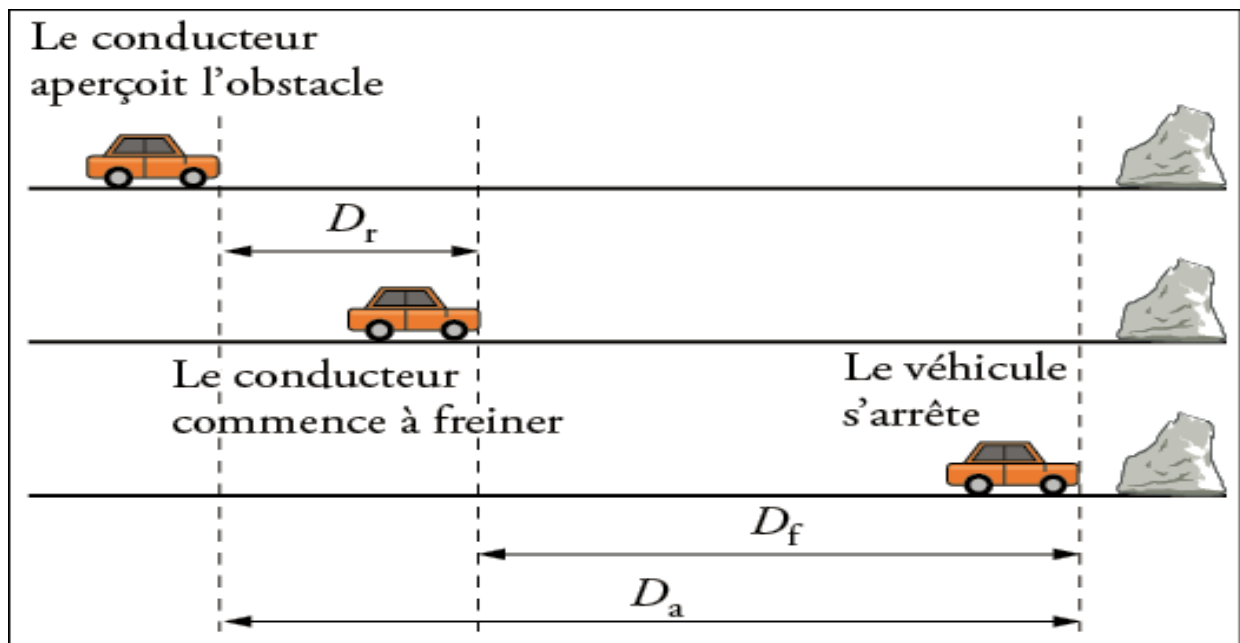 Le conducteur
aperçoit l'obstacle
Dr
Le conducteur
commence à freiner
Le véhicule
s'arrête
Df
Da